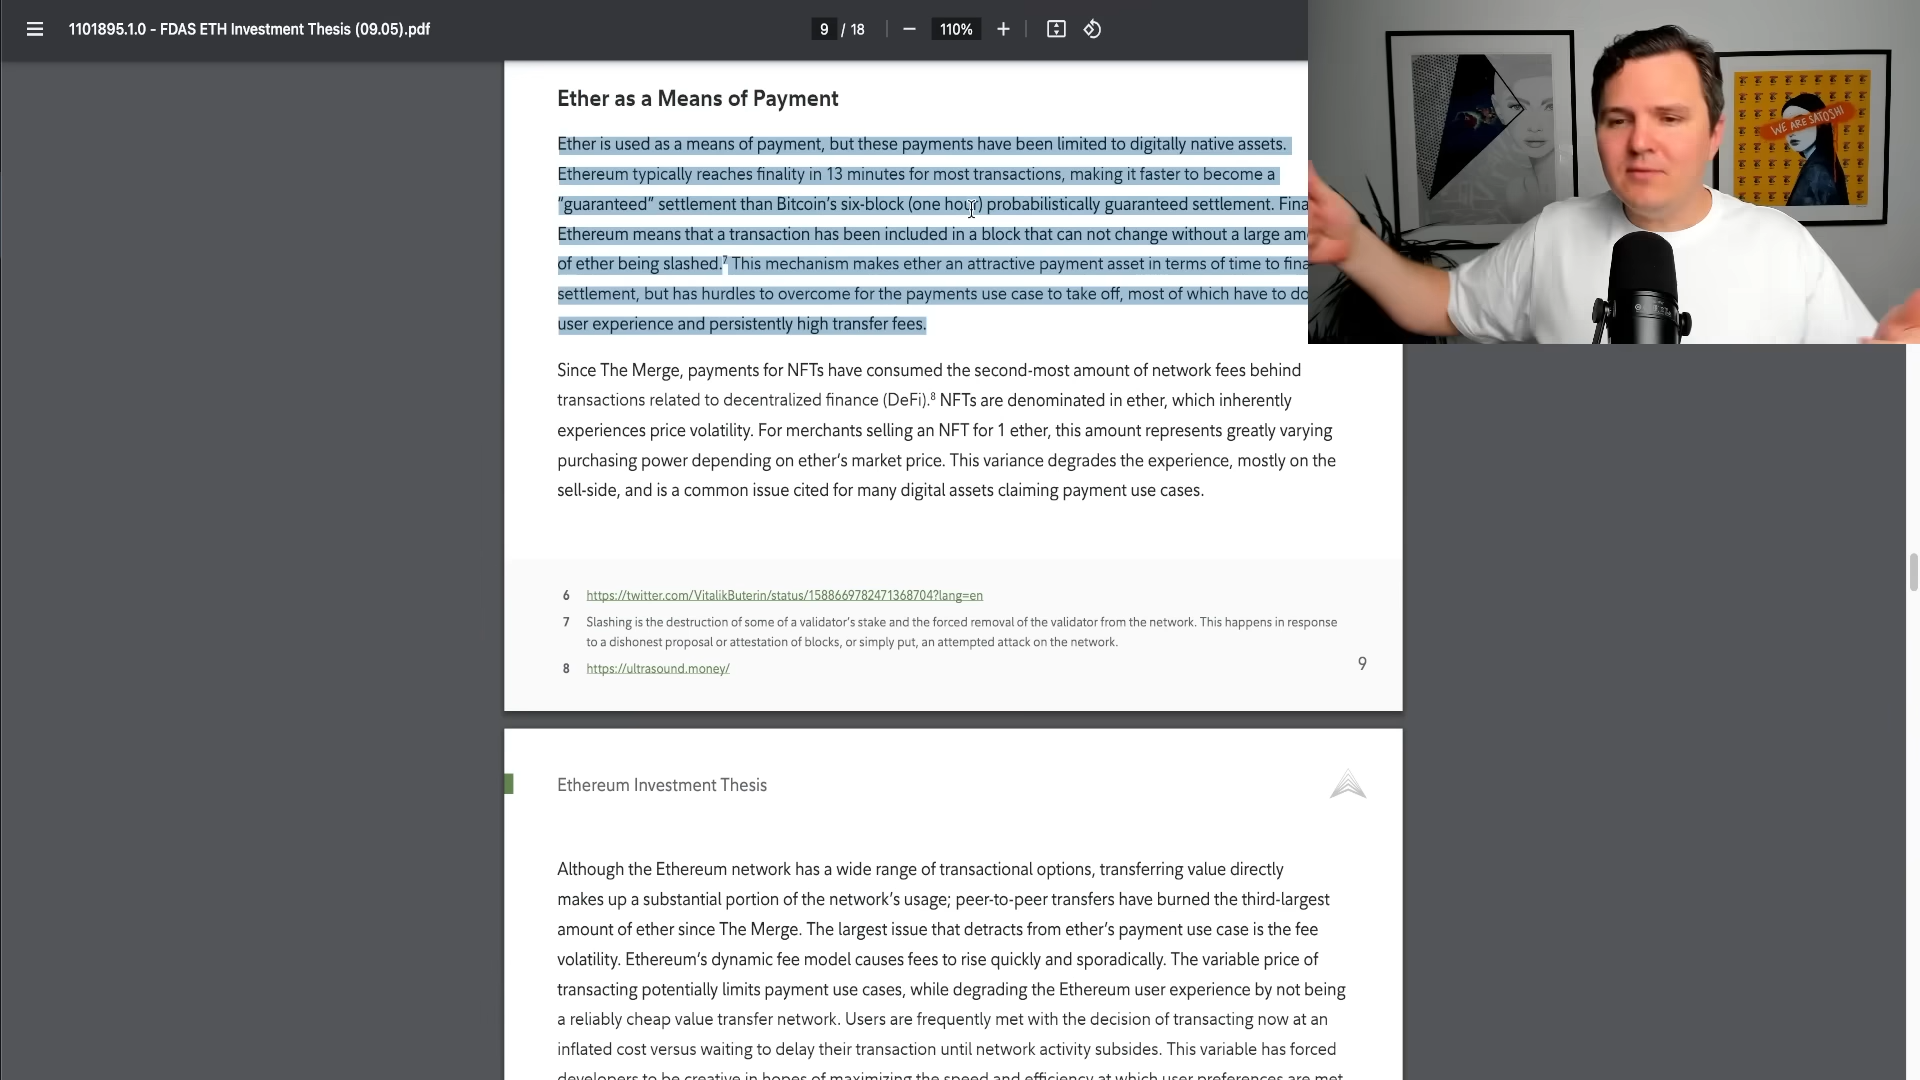 1101895.1.0 - FDAS ETH Investment Thesis (09.05).pdf
9 / 18
110%
Ether as a Means of Payment
Ether is used as a means of payment, but these payments have been limited to digitally native assets.
Ethereum typically reaches finality in 13 minutes for most transactions, making it faster to become a
“guaranteed” settlement than Bitcoin’s six-block (one hour) probabilistically guaranteed settlement. Fina
Ethereum means that a transaction has been included in a block that can not change without a large am
of ether being slashed.7 This mechanism makes ether an attractive payment asset in terms of time to fina
settlement, but has hurdles to overcome for the payments use case to take off, most of which have to do
user experience and persistently high transfer fees.
Since The Merge, payments for NFTs have consumed the second-most amount of network fees behind
transactions related to decentralized finance (DeFi).8 NFTs are denominated in ether, which inherently
experiences price volatility. For merchants selling an NFT for 1 ether, this amount represents greatly varying
purchasing power depending on ether’s market price. This variance degrades the experience, mostly on the
sell-side, and is a common issue cited for many digital assets claiming payment use cases.
6 https://twitter.com/VitalikButerin/status/1588669782471368704?lang=en
7 Slashing is the destruction of some of a validator’s stake and the forced removal of the validator from the network. This happens in response
to a dishonest proposal or attestation of blocks, or simply put, an attempted attack on the network.
8 https://ultrasound.money/
9
Ethereum Investment Thesis
Although the Ethereum network has a wide range of transactional options, transferring value directly
makes up a substantial portion of the network’s usage; peer-to-peer transfers have burned the third-largest
amount of ether since The Merge. The largest issue that detracts from ether’s payment use case is the fee
volatility. Ethereum’s dynamic fee model causes fees to rise quickly and sporadically. The variable price of
transacting potentially limits payment use cases, while degrading the Ethereum user experience by not being
a reliably cheap value transfer network. Users are frequently met with the decision of transacting now at an
inflated cost versus waiting to delay their transaction until network activity subsides. This variable has forced
developers to be creative in hopes of maximizing the speed and efficiency at which user preferences are met
WE ARE SATOSHI